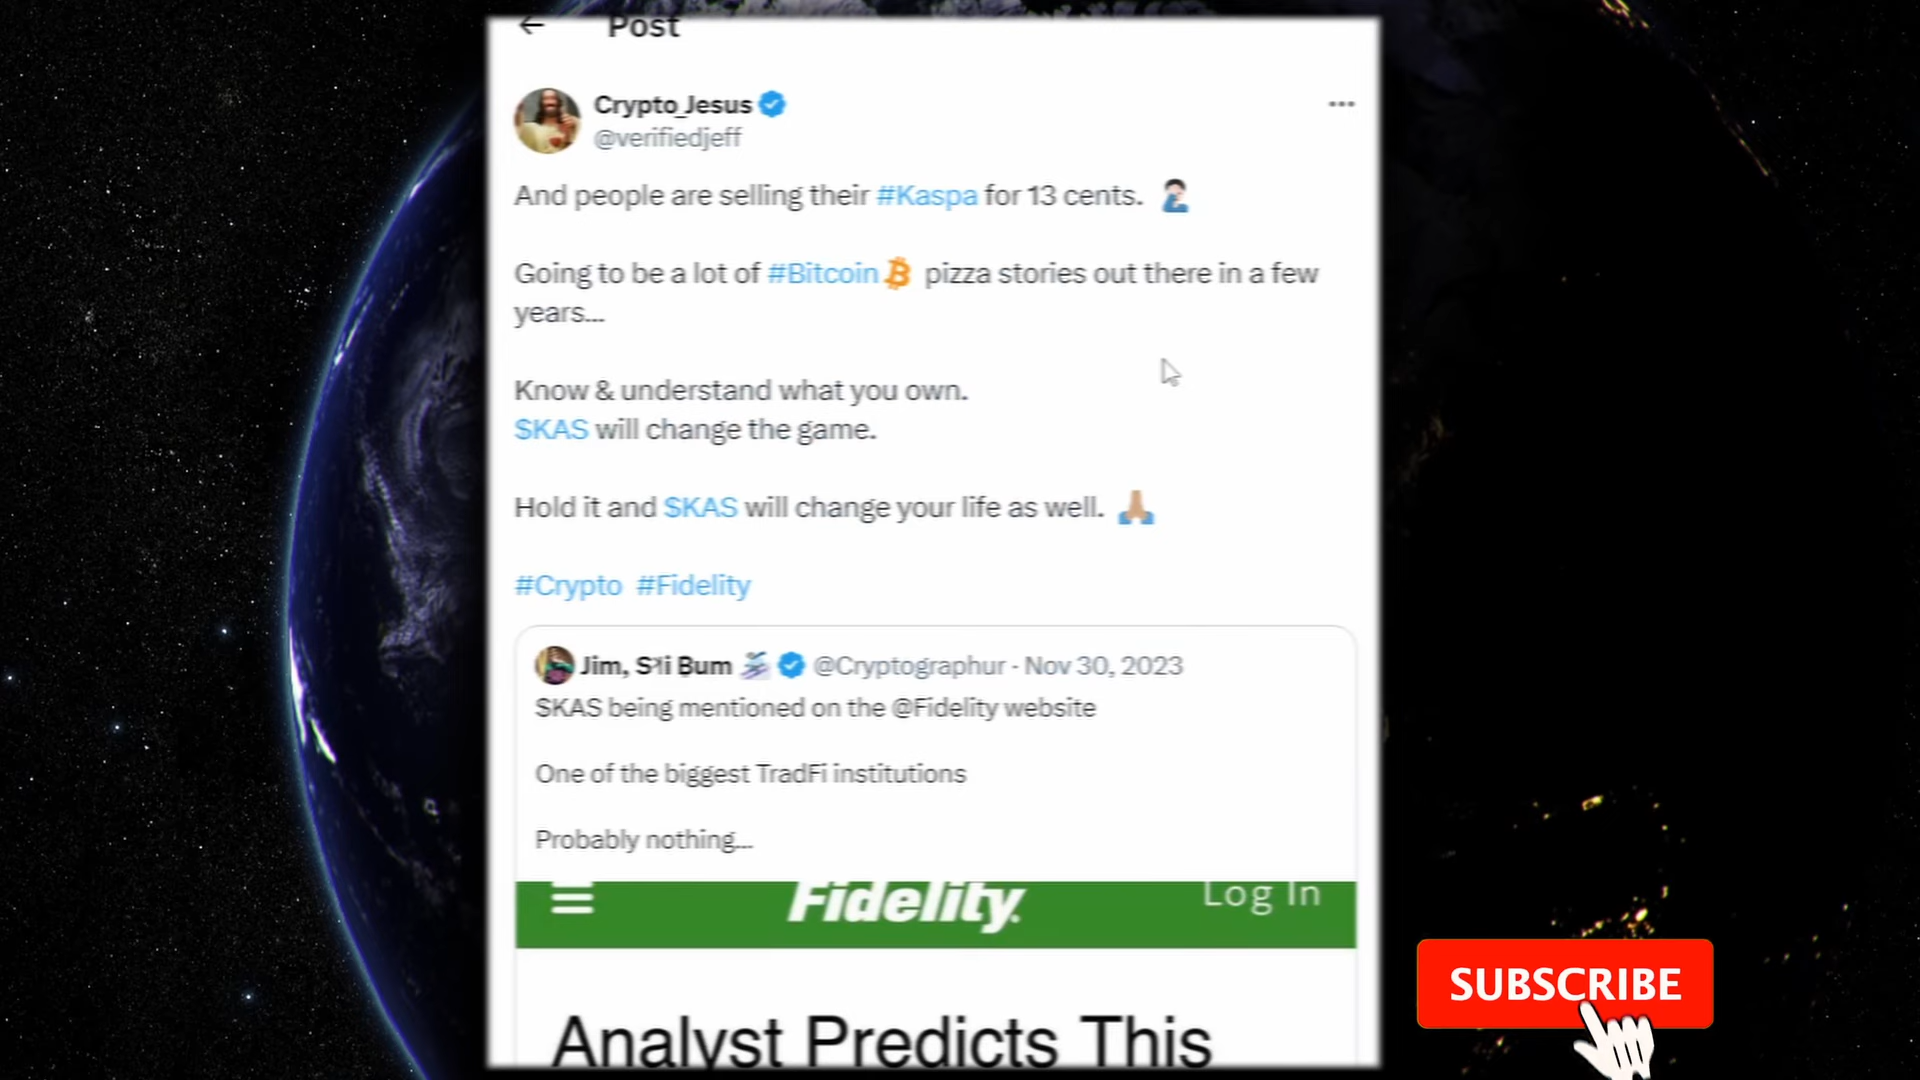 Post
Crypto_Jesus
@verifiedjeff
And people are selling their #Kaspa for 13 cents.
Going to be a lot of #Bitcoin pizza stories out there in a few
years...
Know & understand what you own.
$KAS will change the game.
Hold it and $KAS will change your life as well.
#Crypto #Fidelity
Jim, Bum @Cryptographur - Nov 30, 2023
$KAS being mentioned on the @Fidelity website
One of the biggest TradFi institutions
Probably nothing...
Fidelity
Log In
Analyst Predicts This
SUBSCRIBE